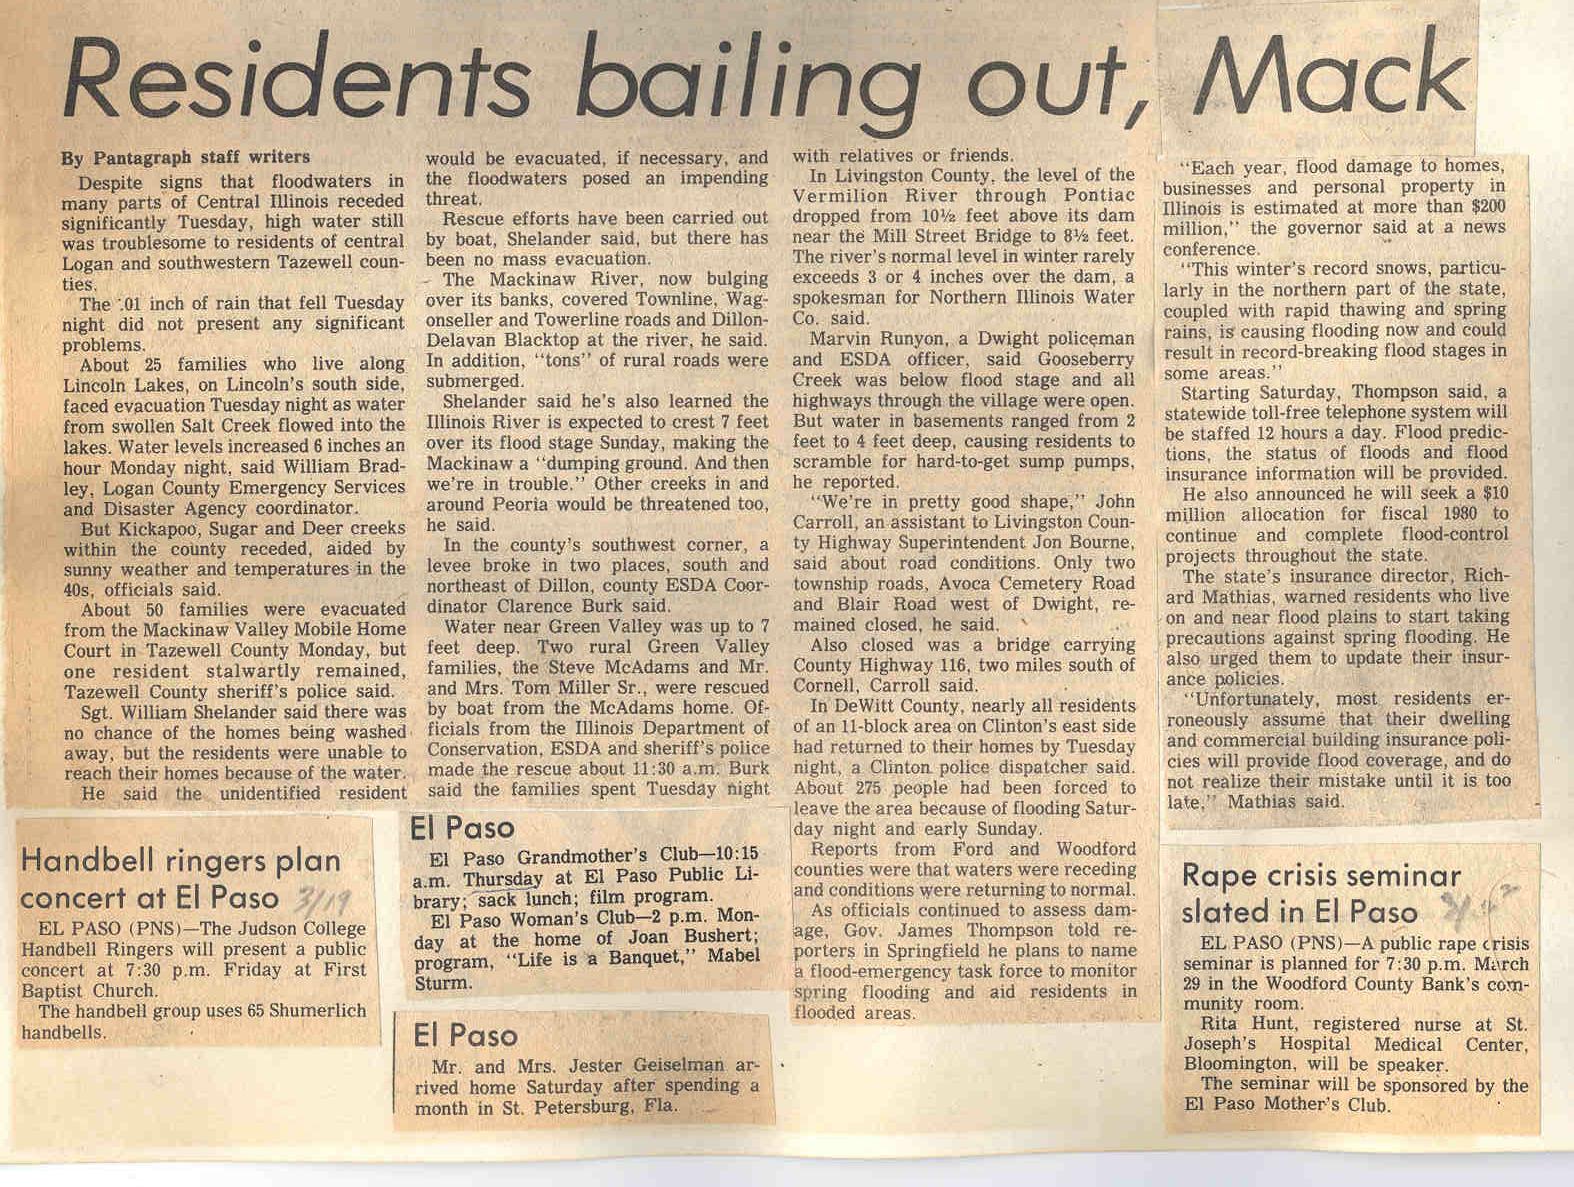 Residents bailing out, Mack
By Pantagraph staff writers
Despite signs that floodwaters in
many parts of Central Illinois receded
significantly Tuesday, high water still
was troublesome to residents of central
Logan and southwestern Tazewell coun-
ties.
The .01 inch of rain that fell Tuesday
night did not present any significant
problems.
About 25 families who live along
Lincoln Lakes, on Lincoln's south side,
faced evacuation Tuesday night as water
from swollen Salt Creek flowed into the
lakes. Water levels increased 6 inches an
hour Monday night, said William Brad-
ley, Logan County Emergency Services
and Disaster Agency coordinator.
But Kickapoo, Sugar and Deer creeks
within the county receded, aided by
sunny weather and temperatures in the
40s, officials said.
About 50 families were evacuated
from the Mackinaw Valley Mobile Home
Court in Tazewell County Monday, but
one resident stalwartly remained,
Tazewell County sheriff's police said.
Sgt. William Shelander said there was
no chance of the homes being washed
away, but the residents were unable to
reach their homes because of the water.
He said the unidentified resident
would be evacuated, if necessary, and
the floodwaters posed an impending
threat.
Rescue efforts have been carried out
by boat, Shelander said, but there has
been no mass evacuation.
The Mackinaw River, now bulging
over its banks, covered Townline, Wag-
onseller and Towerline roads and Dillon-
Delavan Blacktop at the river, he said.
In addition, "tons" of rural roads were
submerged.
Shelander said he's also learned the
Illinois River is expected to crest 7 feet
over its flood stage Sunday, making the
Mackinaw a "dumping ground. And then
we're in trouble." Other creeks in and
around Peoria would be threatened too,
he said.
In the county's southwest corner, a
levee broke in two places, south and
northeast of Dillon, county ESDA Coor-
dinator Clarence Burk said.
Water near Green Valley was up to 7
feet deep. Two rural Green Valley
families, the Steve McAdams and Mr.
and Mrs. Tom Miller Sr., were rescued
by boat from the McAdams home. Of-
ficials from the Illinois Department of
Conservation, ESDA and sheriff's police
made the rescue about 11:30 a.m. Burk
said the families spent Tuesday night
with relatives or friends.
In Livingston County, the level of the
Vermilion River through Pontiac
dropped from 10½ feet above its dam
near the Mill Street Bridge to 8½ feet.
The river's normal level in winter rarely
exceeds 3 or 4 inches over the dam, a
spokesman for Northern Illinois Water
Co. said.
Marvin Runyon, a Dwight policeman
and ESDA officer, said Gooseberry
Creek was below flood stage and all
highways through the village were open.
But water in basements ranged from 2
feet to 4 feet deep, causing residents to
scramble for hard-to-get sump pumps,
he reported.
"We're in pretty good shape," John
Carroll, an assistant to Livingston Coun-
ty Highway Superintendent Jon Bourne,
said about road conditions. Only two
township roads, Avoca Cemetery Road
and Blair Road west of Dwight, re-
mained closed, he said.
Also closed was a bridge carrying
County Highway 116, two miles south of
Cornell, Carroll said.
In DeWitt County, nearly all residents
of an 11-block area on Clinton's east side
had returned to their homes by Tuesday
night, a Clinton police dispatcher said.
About 275 people had been forced to
leave the area because of flooding Satur-
day night and early Sunday.
Reports from Ford and Woodford
counties were that waters were receding
and conditions were returning to normal.
As officials continued to assess dam-
age, Gov. James Thompson told re-
porters in Springfield he plans to name
a flood-emergency task force to monitor
spring flooding and aid residents in
flooded areas.
"Each year, flood damage to homes,
businesses and personal property in
Illinois is estimated at more than $200
million," the governor said at a news
conference.
"This winter's record snows, particu-
larly in the northern part of the state,
coupled with rapid thawing and spring
rains, is causing flooding now and could
result in record-breaking flood stages in
some areas."
Starting Saturday, Thompson said, a
statewide toll-free telephone system will
be staffed 12 hours a day. Flood predic-
tions, the status of floods and flood
insurance information will be provided.
He also announced he will seek a $10
million allocation for fiscal 1980 to
continue and complete flood-control
projects throughout the state.
The state's insurance director, Rich-
ard Mathias, warned residents who live
on and near flood plains to start taking
precautions against spring flooding. He
also urged them to update their insur-
ance policies.
"Unfortunately, most residents er-
roneously assume that their dwelling
and commercial building insurance poli-
cies will provide flood coverage, and do
not realize their mistake until it is too
late," Mathias said.
Handbell ringers plan
concert at El Paso 3/19
EL PASO (PNS)—The Judson College
Handbell Ringers will present a public
concert at 7:30 p.m. Friday at First
Baptist Church.
The handbell group uses 65 Shumerlich
handbells.
El Paso
El Paso Grandmother's Club—10:15
a.m. Thursday at El Paso Public Li-
brary; sack lunch; film program.
El Paso Woman's Club—2 p.m. Mon-
day at the home of Joan Bushert;
program, "Life is a Banquet," Mabel
Sturm.
El Paso
Mr. and Mrs. Jester Geiselman ar-
rived home Saturday after spending a
month in St. Petersburg, Fla.
Rape crisis seminar
slated in El Paso
EL PASO (PNS)—A public rape crisis
seminar is planned for 7:30 p.m. March
29 in the Woodford County Bank's com-
munity room.
Rita Hunt, registered nurse at St.
Joseph's Hospital Medical Center,
Bloomington, will be speaker.
The seminar will be sponsored by the
El Paso Mother's Club.